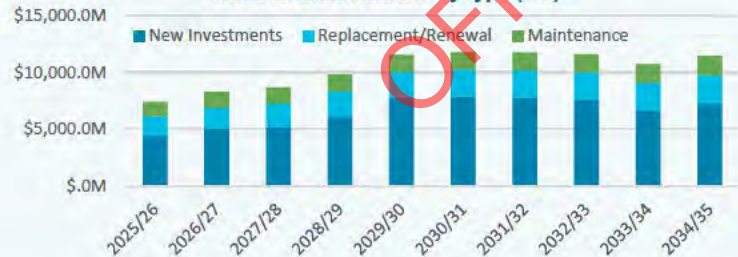 $15,000.0M
New Investments Replacement/Renewal Maintenance
$10,000.0M
$5,000.0M
$.0M
2025/26 2026/27 2027/28 2028/29 2029/30 2030/31 2031/32 2032/33 2033/34 2034/35